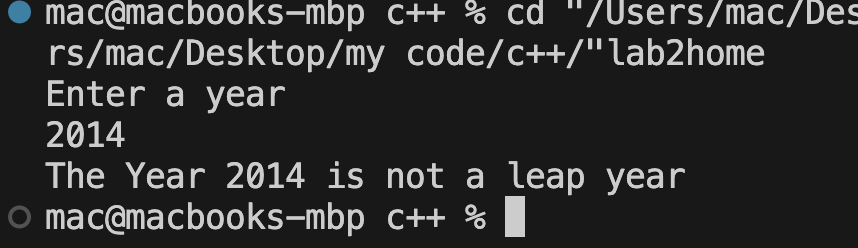 mac@macbooks-mbp c++ % cd "/Users/mac/Des
rs/mac/Desktop/my code/c++/"lab2home
Enter a year
2014
The Year 2014 is not a leap year
mac@macbooks-mbp c++ %